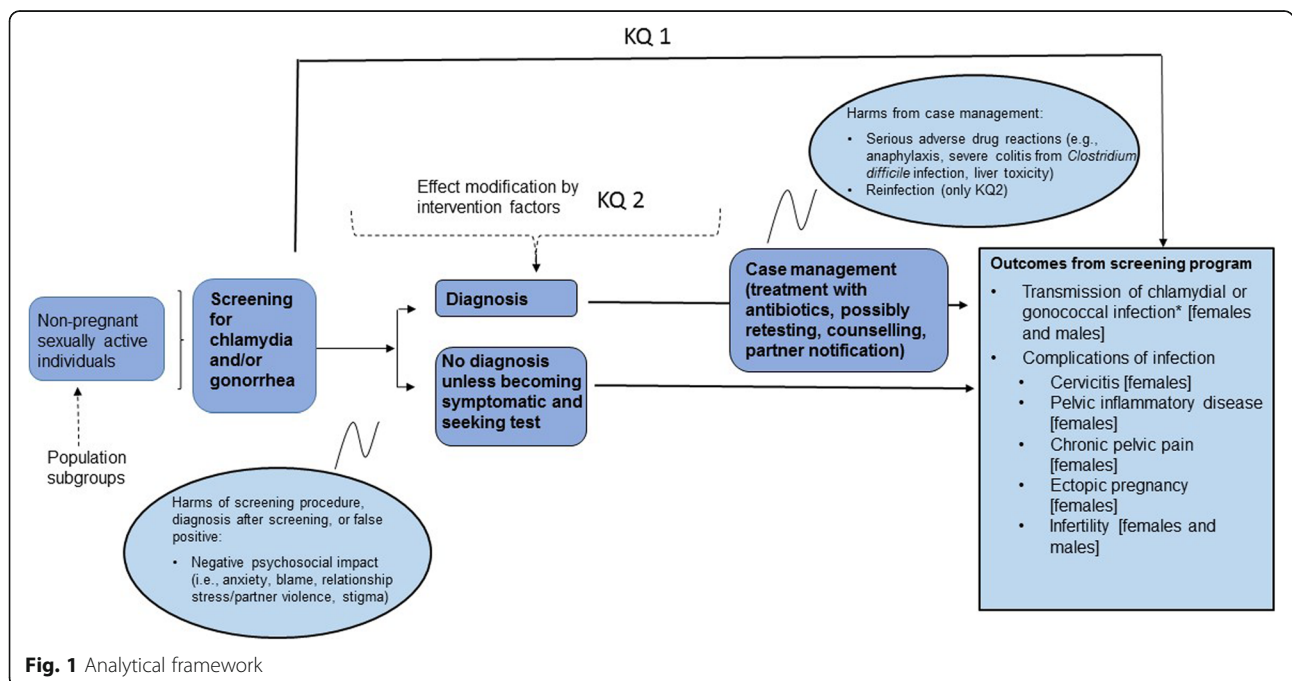 KQ 1
Harms from case management:
• Serious adverse drug reactions (e.g.,
anaphylaxis, severe colitis from Clostridium
difficile infection, liver toxicity)
• Reinfection (only KQ2)
Effect modification by
intervention factors
KQ 2
Non-pregnant
sexually active
individuals
Population
subgroups
Screening
for
chlamydia
and/or
gonorrhea
Diagnosis
No diagnosis
unless becoming
symptomatic and
seeking test
Case management
(treatment with
antibiotics, possibly
retesting, counselling,
partner notification)
Outcomes from screening program
• Transmission of chlamydial or
gonococcal infection* [females
and males]
• Complications of infection
• Cervicitis [females]
• Pelvic inflammatory disease
[females]
• Chronic pelvic pain
[females]
• Ectopic pregnancy
[females]
• Infertility [females and
males]
Harms of screening procedure,
diagnosis after screening, or false
positive:
• Negative psychosocial impact
(i.e., anxiety, blame, relationship
stress/partner violence, stigma)
Fig. 1 Analytical framework